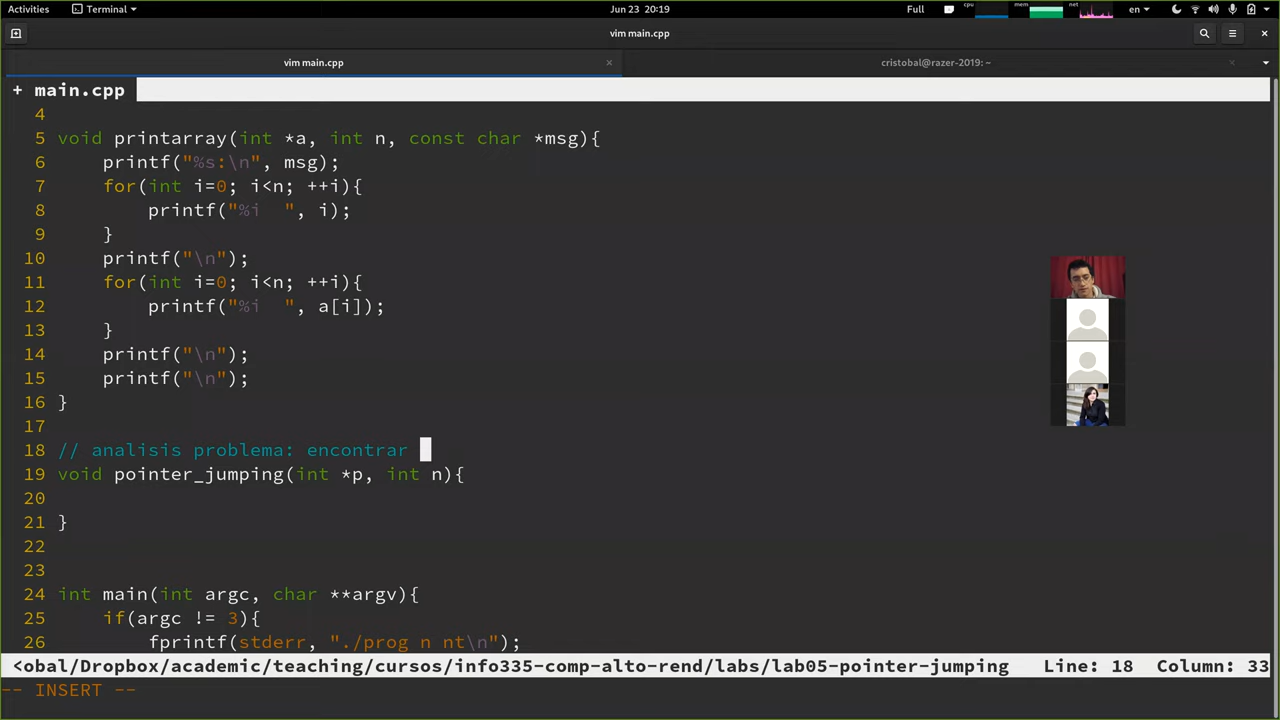 Activities Terminal Jun 23 20:19 Full cpu mem net en
vim main.cpp
vim main.cpp × cristobal@razer-2019: ~
+ main.cpp
4
5 void printarray(int *a, int n, const char *msg){
6     printf("%s:\n", msg);
7     for(int i=0; i<n; ++i){
8         printf("%i  ", i);
9     }
10     printf("\n");
11     for(int i=0; i<n; ++i){
12         printf("%i  ", a[i]);
13     }
14     printf("\n");
15     printf("\n");
16 }
17
18 // analisis problema: encontrar
19 void pointer_jumping(int *p, int n){
20
21 }
22
23
24 int main(int argc, char **argv){
25     if(argc != 3){
26         fprintf(stderr, "./prog n nt\n");
<obal/Dropbox/academic/teaching/cursos/info335-comp-alto-rend/labs/lab05-pointer-jumping Line: 18 Column: 33
-- INSERT --